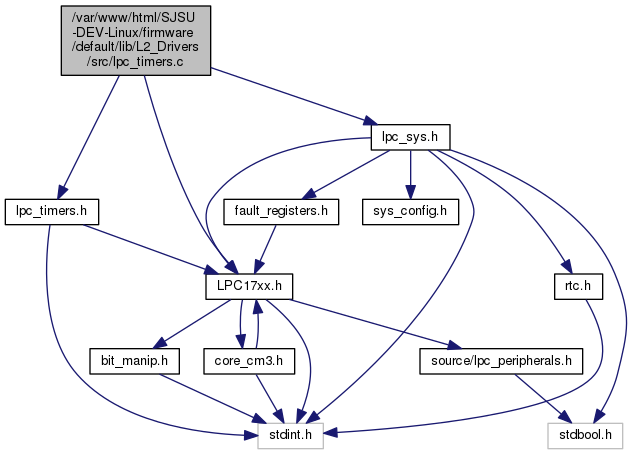 /var/www/html/SJSU
-DEV-Linux/firmware
/default/lib/L2_Drivers
/src/lpc_timers.c
lpc_sys.h
lpc_timers.h
fault_registers.h
sys_config.h
LPC17xx.h
rtc.h
bit_manip.h
core_cm3.h
source/lpc_peripherals.h
stdint.h
stdbool.h